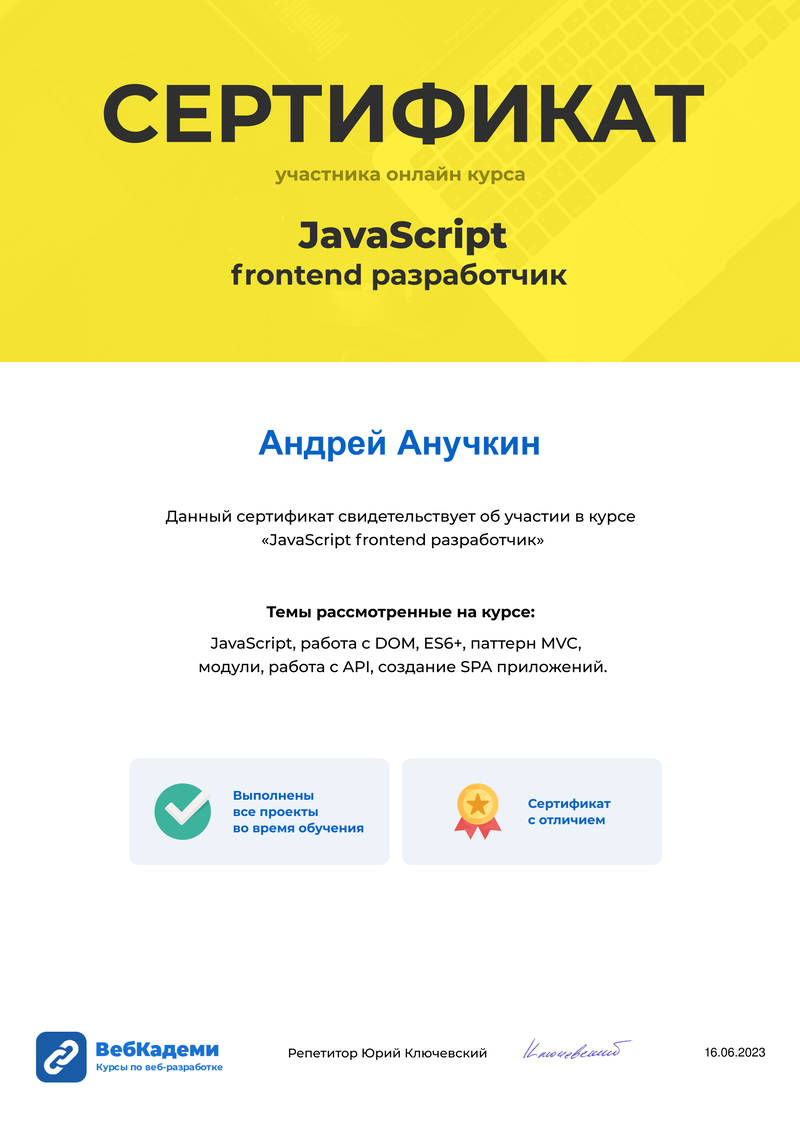 СЕРТИФИКАТ
участника онлайн курса
JavaScript
frontend разработчик
Андрей Анучкин
Данный сертификат свидетельствует об участии в курсе
«JavaScript frontend разработчик»
Темы рассмотренные на курсе:
JavaScript, работа с DOM, ES6+, паттерн MVC,
модули, работа с API, создание SPA приложений.
Выполнены
все проекты
во время обучения
Сертификат
с отличием
ВебКадеми
Курсы по веб-разработке
Репетитор Юрий Ключевский
Ключевский
16.06.2023